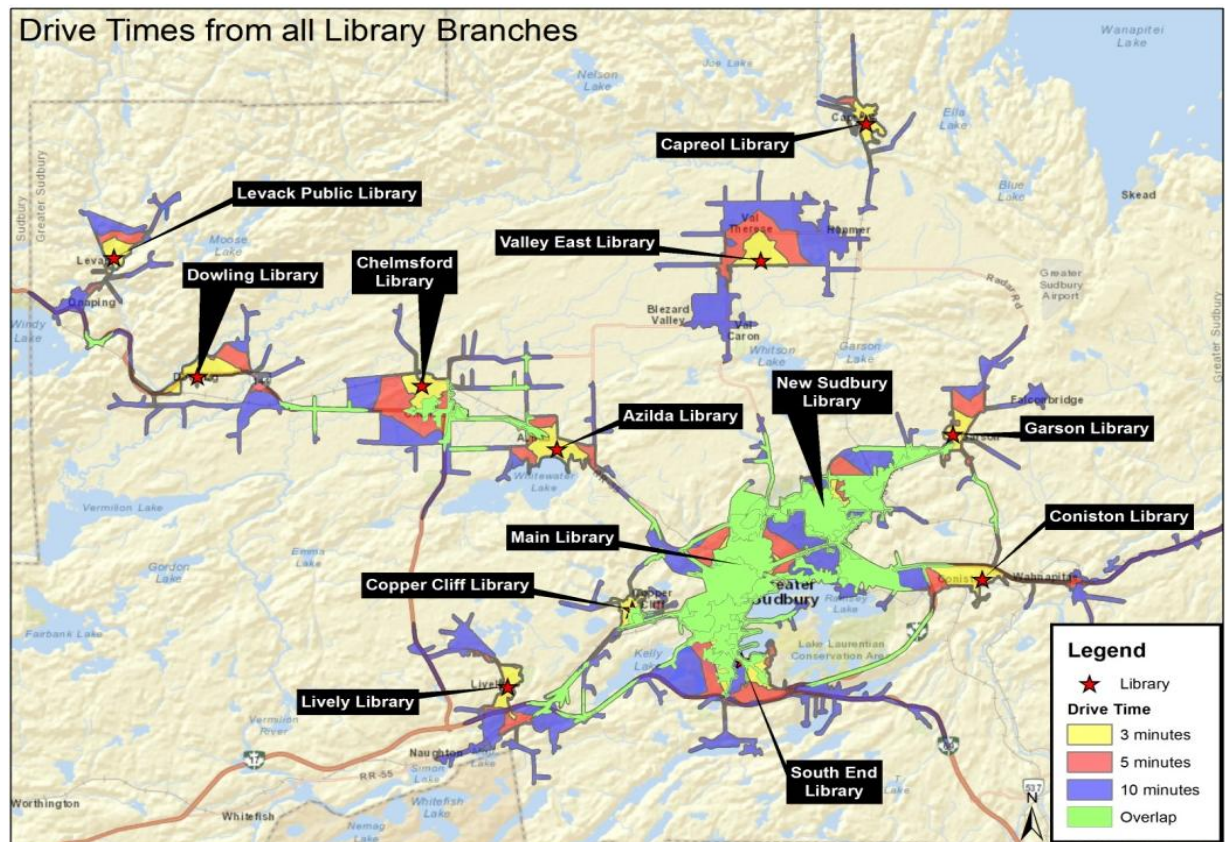 Drive Times from all Library Branches
Wanapitei
Lake
Nelson
Lake
Joe Lake
Ella
Lake
Capreol Library
Sudbury
Greater Sudbury
Blue
Lake
Skead
Levack Public Library
Moose
Lake
Val
Therese
Hanmer
Valley East Library
Dowling Library
Chelmsford
Library
Radar Rd
Greater
Sudbury
Airport
Greater Sudbury
Windy
Lake
Blezard
Valley
Val
Caron
Whitson
Lake
Garson
Lake
New Sudbury
Library
Falconbridge
Azilda Library
Garson Library
Whitewater
Lake
Vermilion Lake
Coniston Library
Main Library
Emma
Lake
Gordon
Lake
Copper Cliff Library
Greater
Sudbury
Ramsey
Lake
Wahnapitae
Fairbank Lake
Kelly
Lake
Lake Laurentian
Conservation Area
Lively Library
Vermilion
River
Naughton
17
RR-55
Simon
Lake
South End
Library
Worthington
Whitefish
Whitefish
Lake
Nemag
Lake
537
Legend
Library
Drive Time
3 minutes
5 minutes
10 minutes
Overlap
N